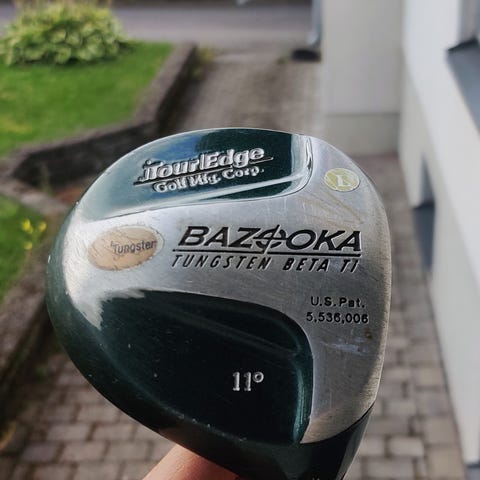 TourEdge
Golf Mfg. Corp.
Tungsten
BAZOOKA
TUNGSTEN BETA TI
U.S. Pat.
5,536,006
11°